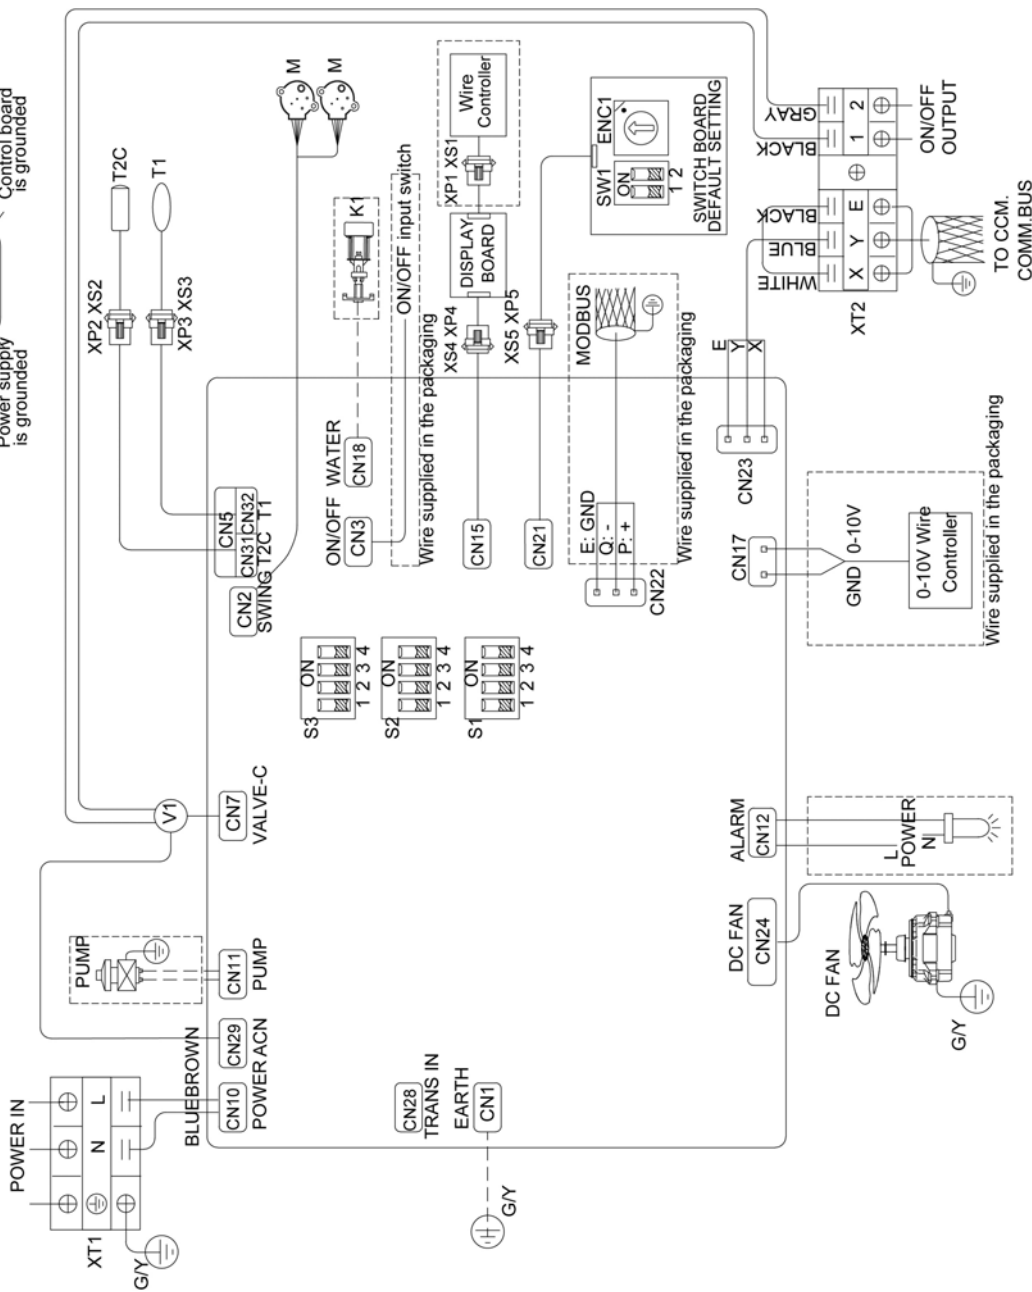 Power supply
is grounded
Control board
is grounded
POWER IN
XT1
N
L
G/Y
BLUE
BROWN
CN10
POWER
CN29
ACN
PUMP
CN11
PUMP
V1
CN7
VALVE-C
XP2 XS2
T2C
XP3 XS3
T1
CN5
CN31
CN32
T2C
T1
CN2
SWING
M
M
ON/OFF
CN3
WATER
CN18
K1
ON/OFF input switch
Wire supplied in the packaging
CN15
XS4 XP4
DISPLAY
BOARD
XP1 XS1
Wire
Controller
CN21
XS5 XP5
SW1
ON
1 2
ENC1
SWITCH BOARD
DEFAULT SETTING
S3
ON
1 2 3 4
S2
ON
1 2 3 4
S1
ON
1 2 3 4
CN22
E: GND
Q: -
P: +
MODBUS
Wire supplied in the packaging
CN23
E
Y
X
WHITE
BLUE
BLACK
BLACK
GRAY
X
Y
E
1
2
XT2
TO CCM.
COMM.BUS
ON/OFF
OUTPUT
CN17
GND
0-10V
0-10V Wire
Controller
Wire supplied in the packaging
ALARM
CN12
L
POWER
N
DC FAN
CN24
DC FAN
G/Y
CN28
TRANS IN
EARTH
CN1
G/Y